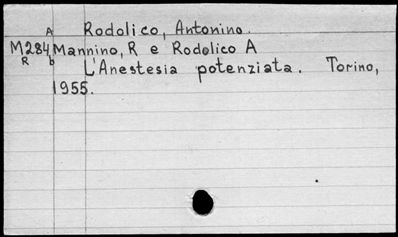 A Rodolico, Antonino.
M284 Mannino, R e Rodolico A
R b L'Anestesia potenziata. Torino,
1955.